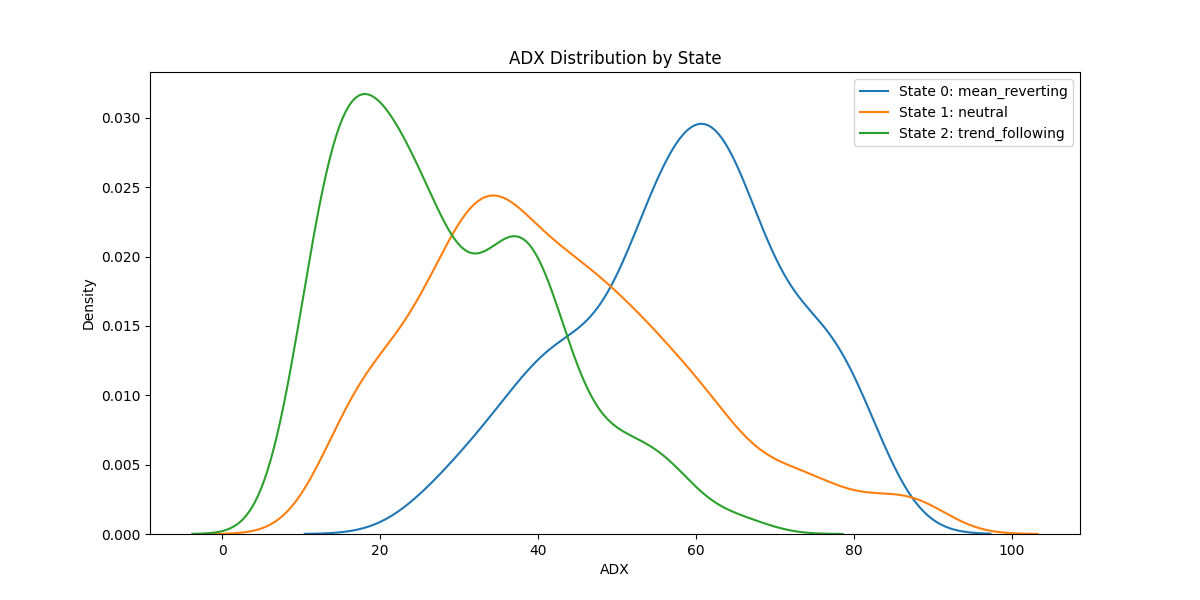 ADX Distribution by State
State 0: mean_reverting
State 1: neutral
State 2: trend_following
Density
0.030
0.025
0.020
0.015
0.010
0.005
0.000
0 20 40 60 80 100
ADX